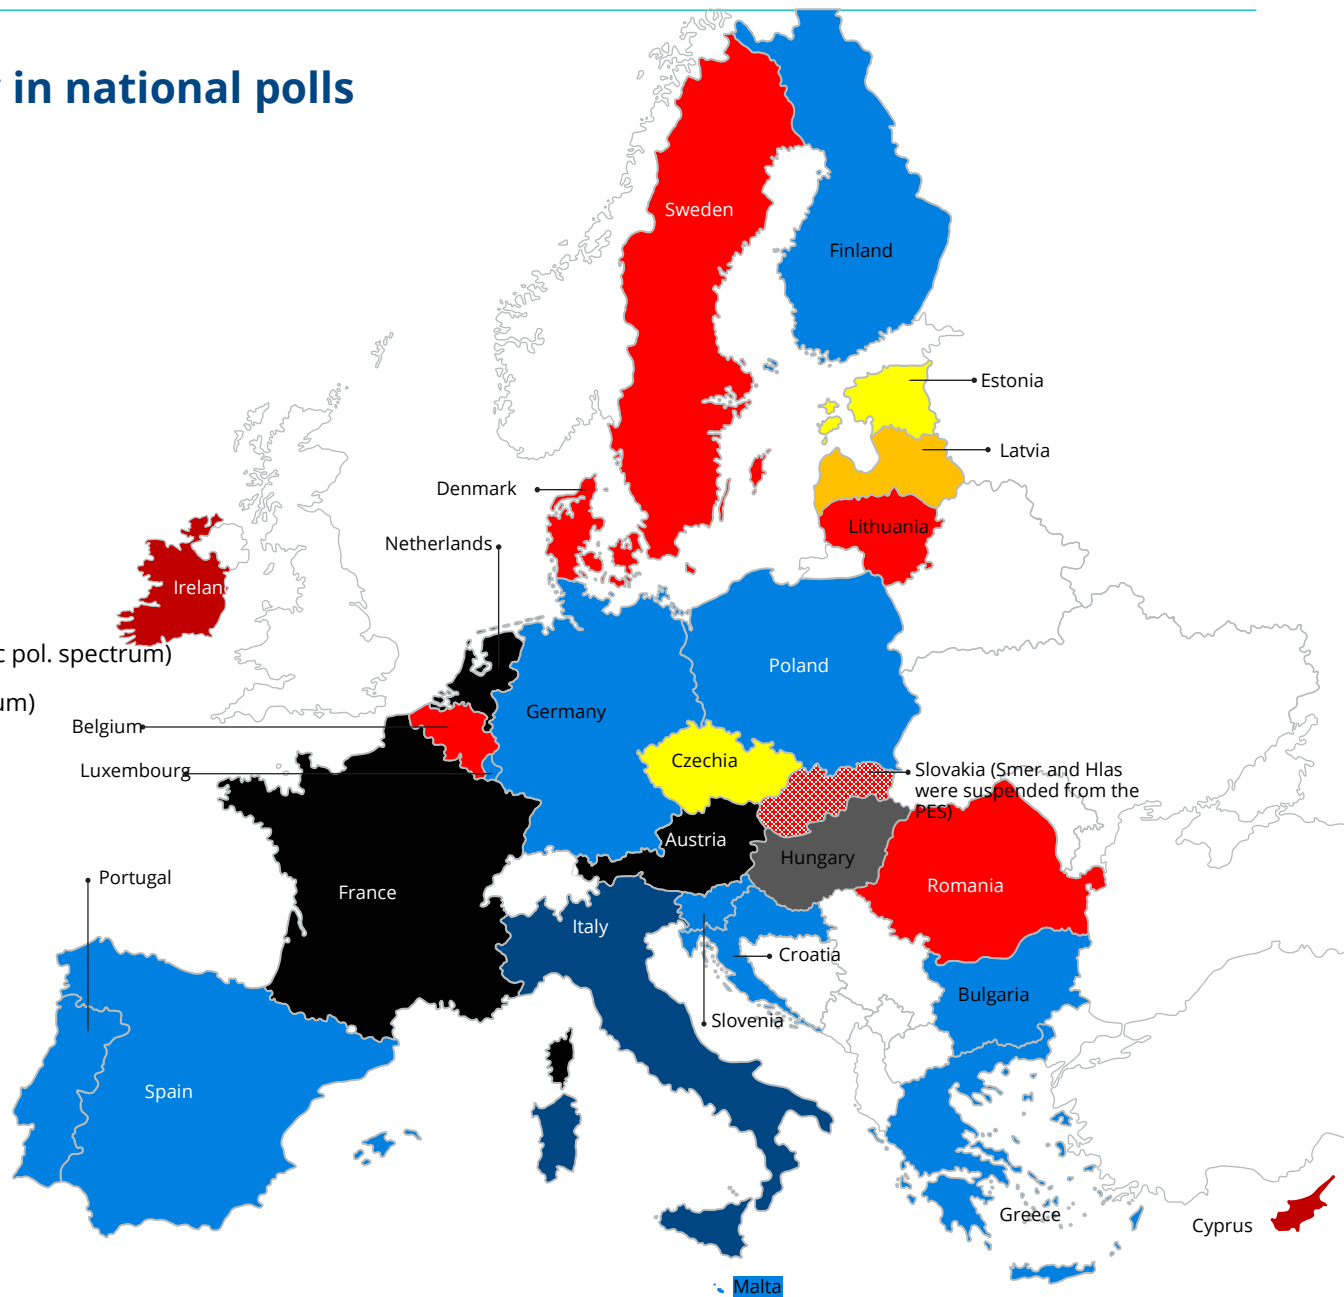 in national polls
Sweden
Finland
Estonia
Latvia
Denmark
Lithuania
Netherlands
Irelan
c pol. spectrum)
Poland
um)
Germany
Belgium
Czechia
Luxembourg
Slovakia (Smer and Hlas
were suspended from the
PES)
Austria
Hungary
Portugal
France
Romania
Italy
Croatia
Bulgaria
Slovenia
Spain
Greece
Cyprus
Malta